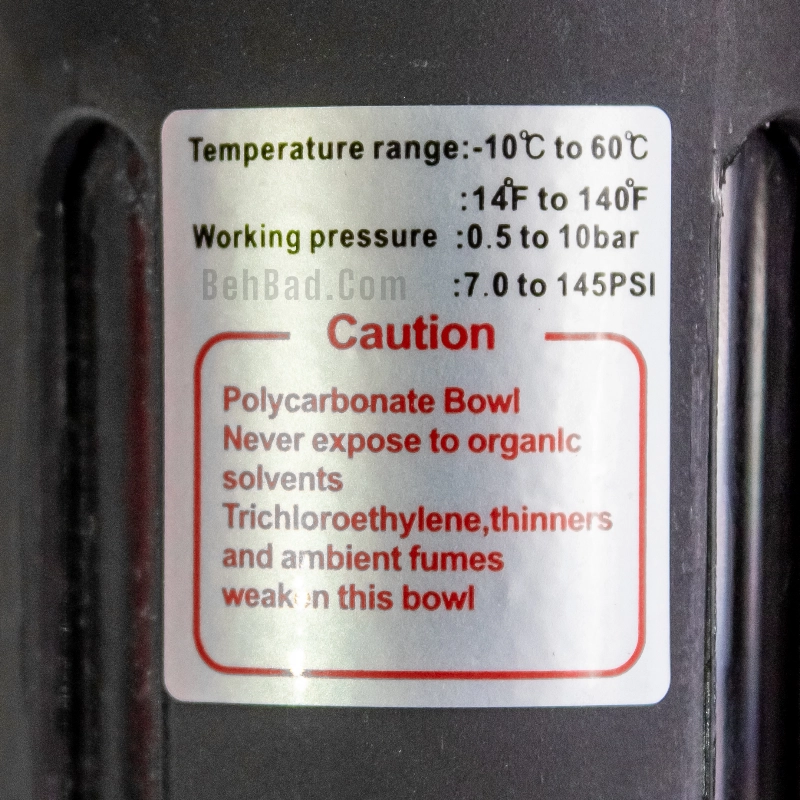 Temperature range:-10℃ to 60℃
:14℉ to 140℉
Working pressure :0.5 to 10bar
BehBad.Com :7.0 to 145PSI
Caution
Polycarbonate Bowl
Never expose to organic
solvents
Trichloroethylene,thinners
and ambient fumes
weaken this bowl